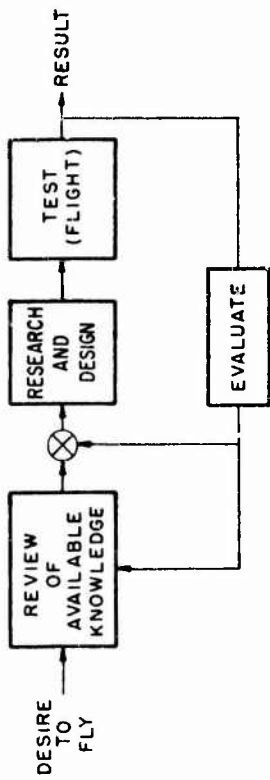 DESIRE
TO
FLY
REVIEW
OF
AVAILABLE
KNOWLEDGE
RESEARCH
AND
DESIGN
TEST
(FLIGHT)
RESULT
EVALUATE